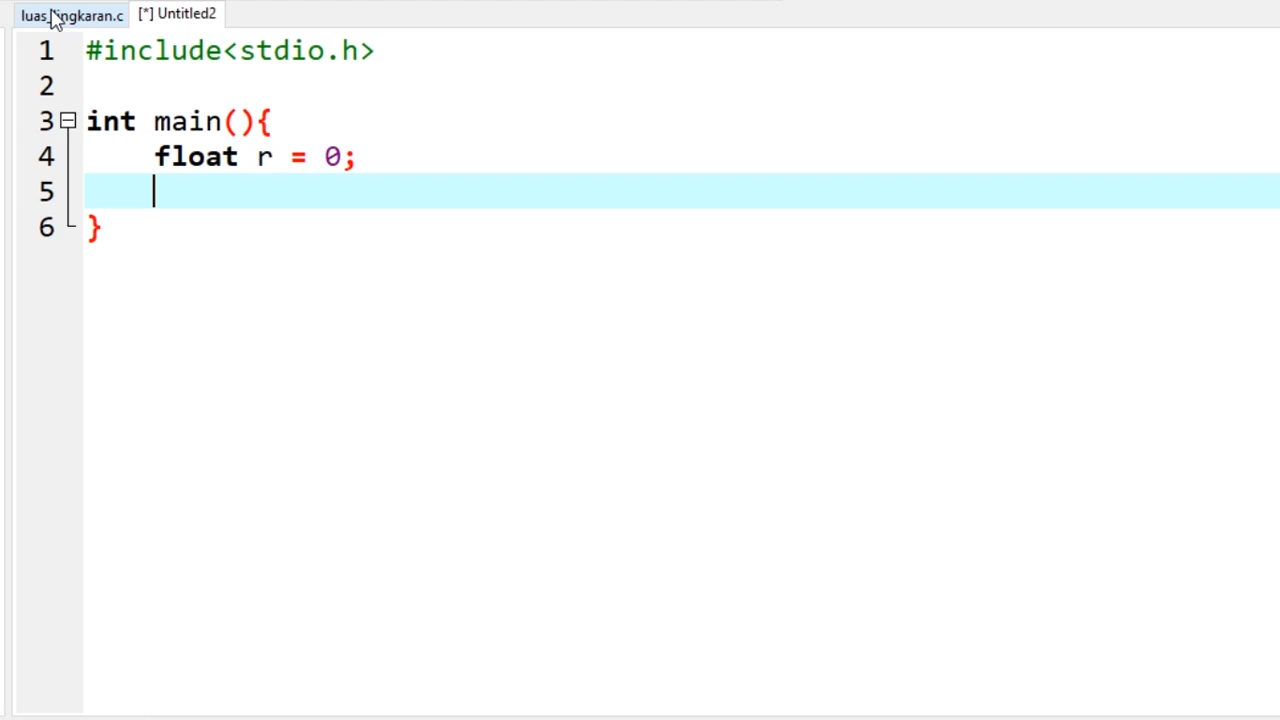 luas_lingkaran.c [*] Untitled2
1 #include<stdio.h>
2
3 int main(){
4 float r = 0;
5
6 }